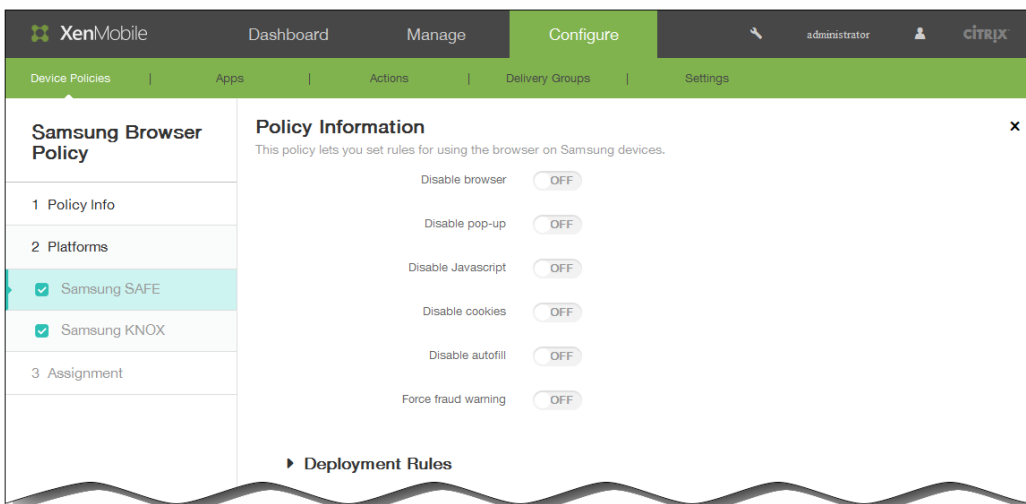 XenMobile Dashboard Manage Configure administrator CİTRIX
Device Policies | Apps | Actions | Delivery Groups | Settings
Samsung Browser
Policy
1 Policy Info
2 Platforms
Samsung SAFE
Samsung KNOX
3 Assignment
Policy Information
This policy lets you set rules for using the browser on Samsung devices.
Disable browser OFF
Disable pop-up OFF
Disable Javascript OFF
Disable cookies OFF
Disable autofill OFF
Force fraud warning OFF
Deployment Rules